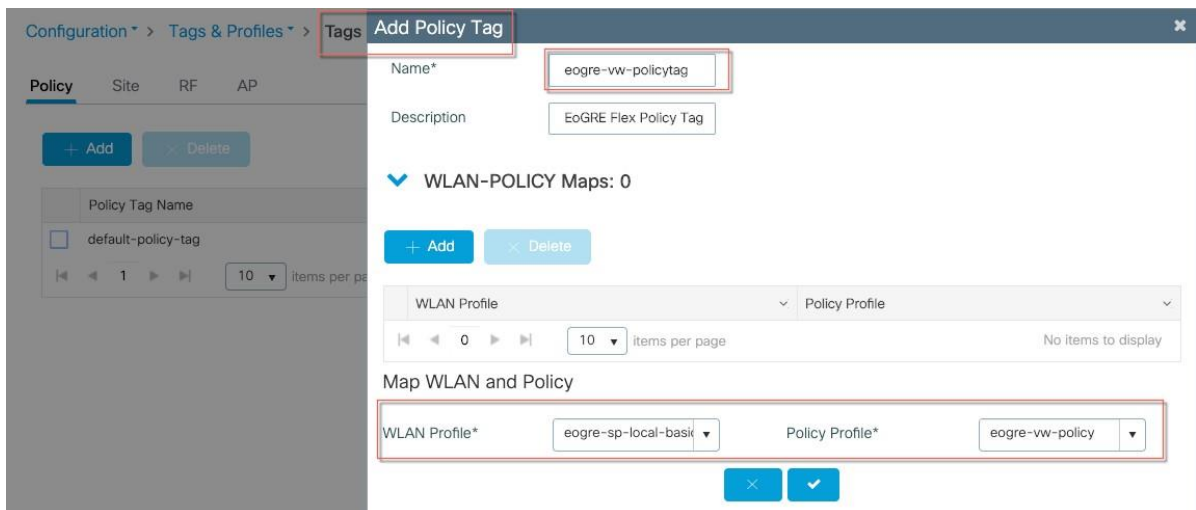 Configuration > Tags & Profiles > Tags
Add Policy Tag
Policy Site RF AP
+ Add × Delete
Policy Tag Name
default-policy-tag
1 10 items per pa
Name* eogre-vw-policytag
Description EoGRE Flex Policy Tag
WLAN-POLICY Maps: 0
+ Add × Delete
WLAN Profile Policy Profile
0 10 items per page No items to display
Map WLAN and Policy
WLAN Profile* eogre-sp-local-basic Policy Profile* eogre-vw-policy